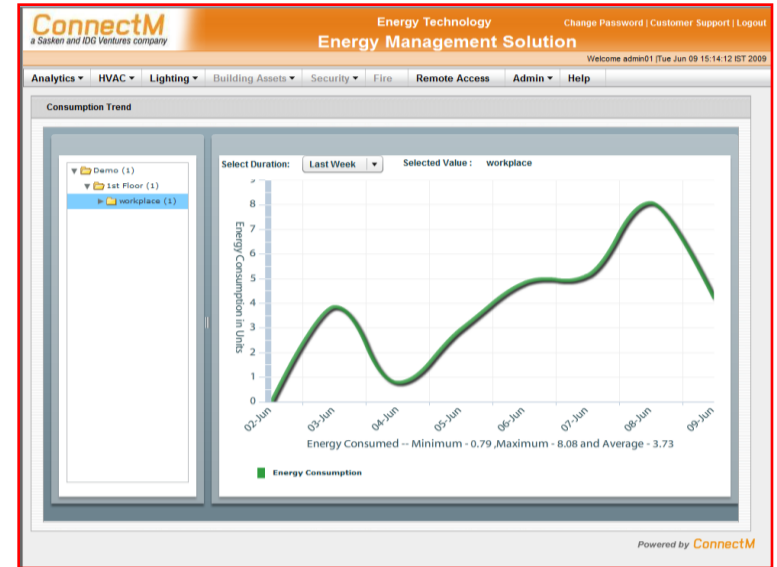 ConnectM
a Sasken and IDG Ventures company
Energy Technology
Energy Management Solution
Change Password | Customer Support | Logout
Welcome admin01 |Tue Jun 09 15:14:12 IST 2009
Analytics HVAC Lighting Building Assets Security Fire Remote Access Admin Help
Consumption Trend
Demo (1)
1st Floor (1)
workplace (1)
Select Duration: Last Week Selected Value : workplace
Energy Consumption in Units
8
7
6
5
4
3
2
1
0
02-Jun 03-Jun 04-Jun 05-Jun 06-Jun 07-Jun 08-Jun 09-Jun
Energy Consumed -- Minimum - 0.79 ,Maximum - 8.08 and Average - 3.73
Energy Consumption
Powered by ConnectM